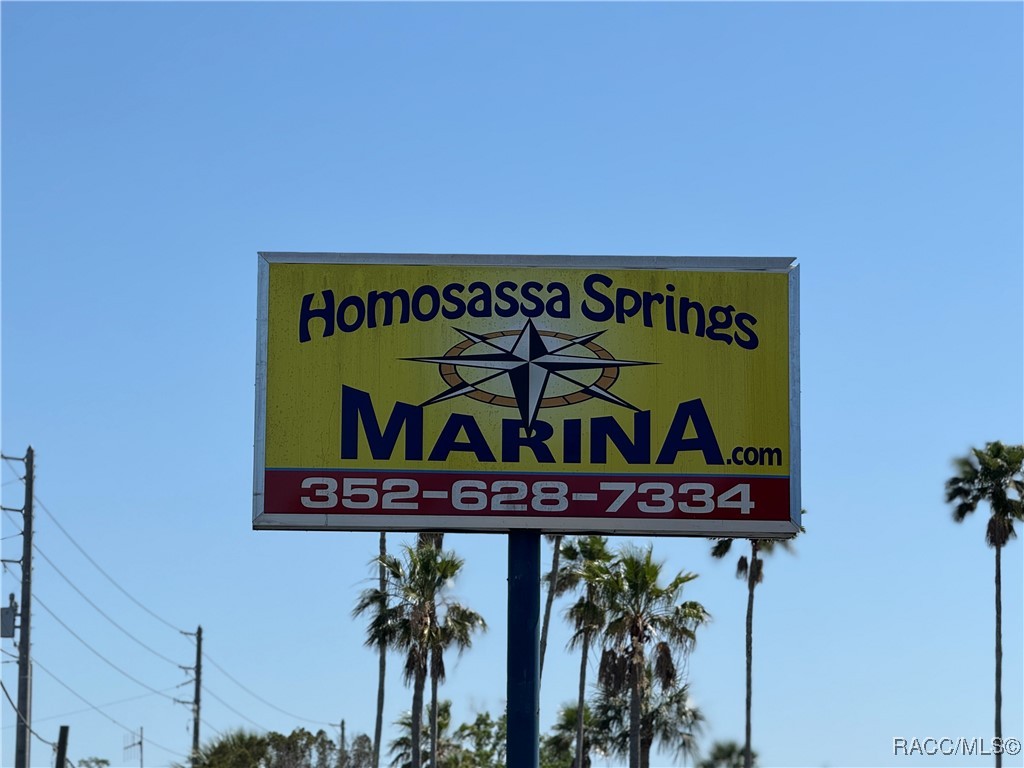 Homosassa Springs
MARINA.com
352-628-7334
RACC/MLS©